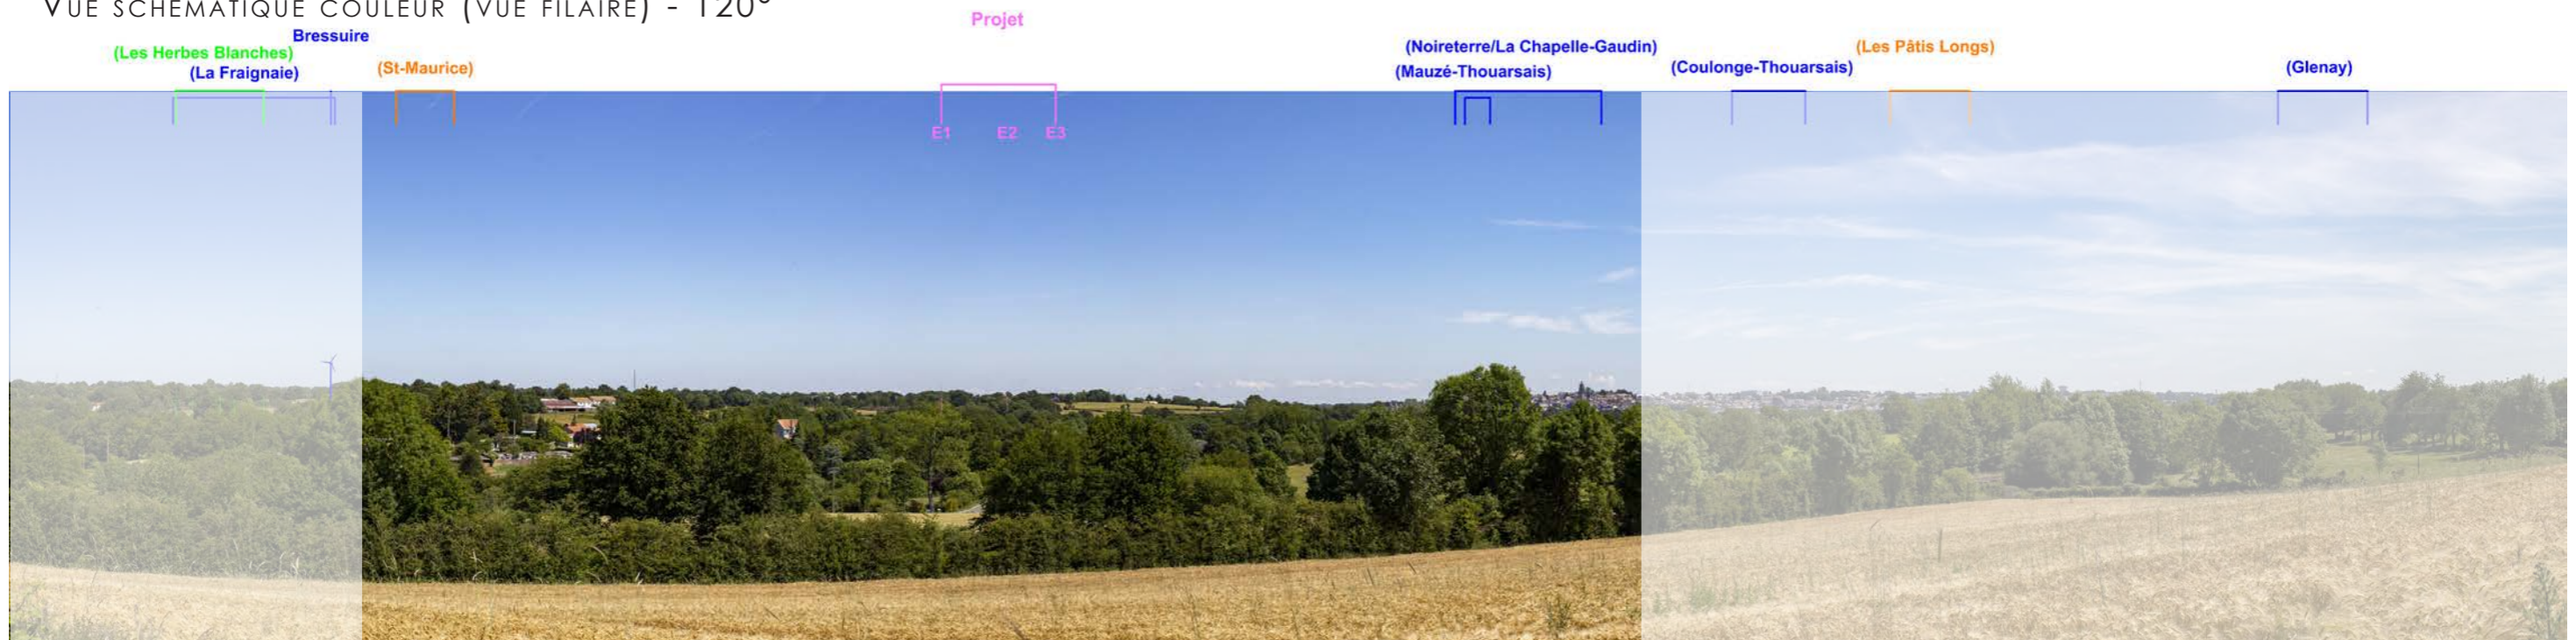 VUE SCHÉMATIQUE COULEUR (VUE FILAIRE) - 120°
Projet
Bressuire
(Les Herbes Blanches)
(La Fraignaie)
(St-Maurice)
(Noireterre/La Chapelle-Gaudin)
(Mauzé-Thouarsais)
(Coulonge-Thouarsais)
(Les Pâtis Longs)
(Glenay)
E1 E2 E3